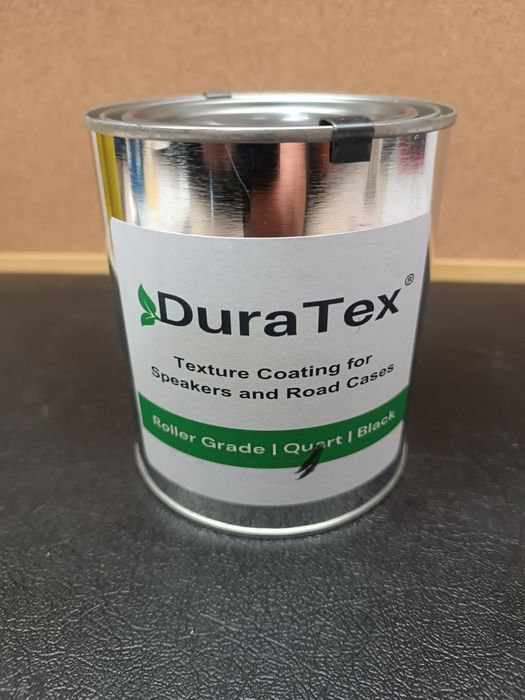 DuraTex®
Texture Coating for
Speakers and Road Cases
Roller Grade | Quart | Black